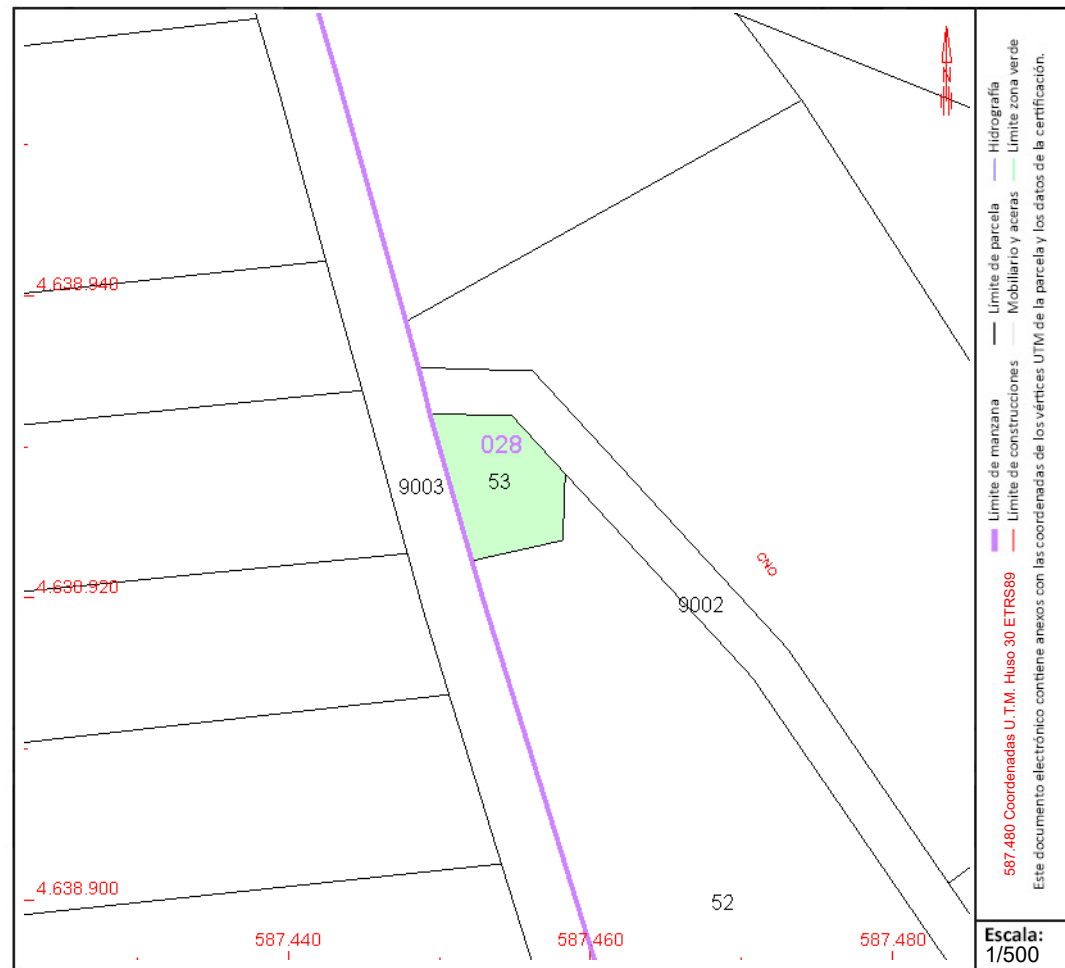 N
4.638.940
028
53
9003
CNO
4.638.920
9002
4.638.900
52
587.440
587.460
587.480
Límite de manzana
Límite de parcela
Hidrografía
Límite de construcciones
Mobiliario y aceras
Límite zona verde
587.480 Coordenadas U.T.M. Huso 30 ETRS89
Este documento electrónico contiene anexos con las coordenadas de los vértices UTM de la parcela y los datos de la certificación.
Escala:
1/500